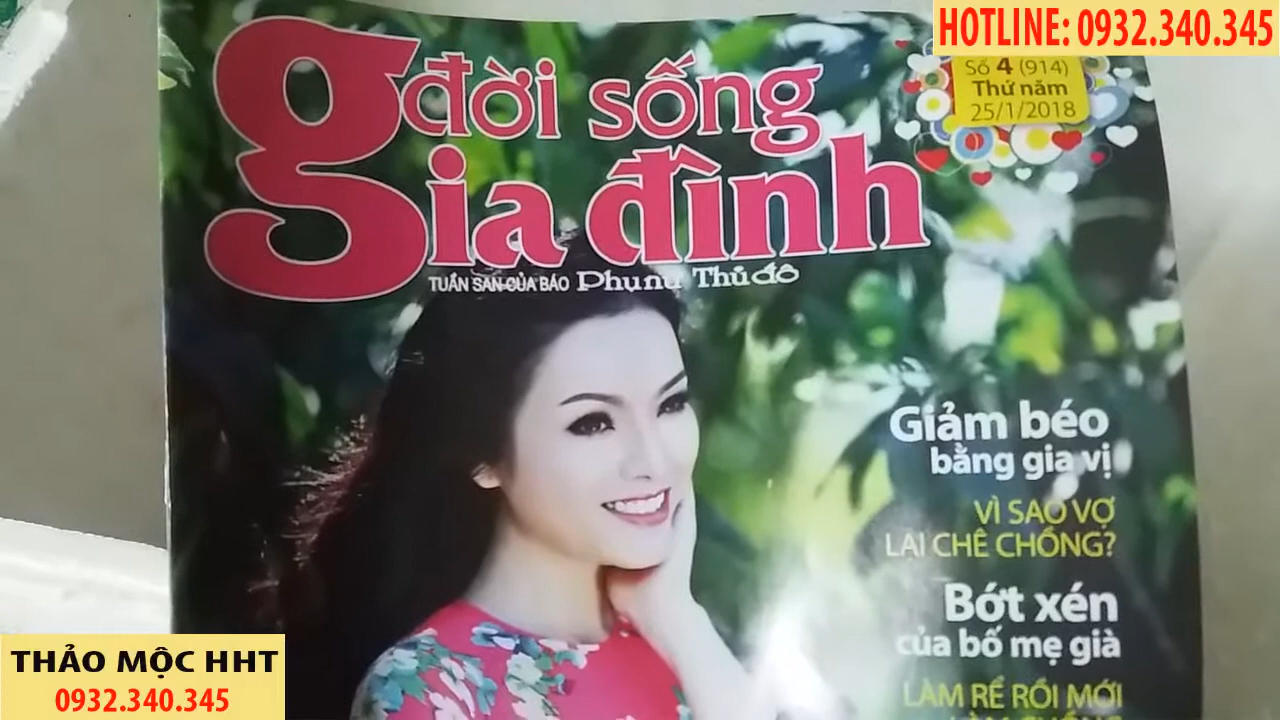 HOTLINE: 0932.340.345
Số 4 (914)
Thứ năm
25/1/2018
đời sống
gia đình
TUẦN SAN CỦA BÁO Phụ nữ Thủ đô
Giảm béo
bằng gia vị
VÌ SAO VỢ
LẠI CHÊ CHỒNG?
Bớt xén
của bố mẹ già
LÀM RỂ RỒI MỚI
LÀM CHỒNG
THẢO MỘC HHT
0932.340.345